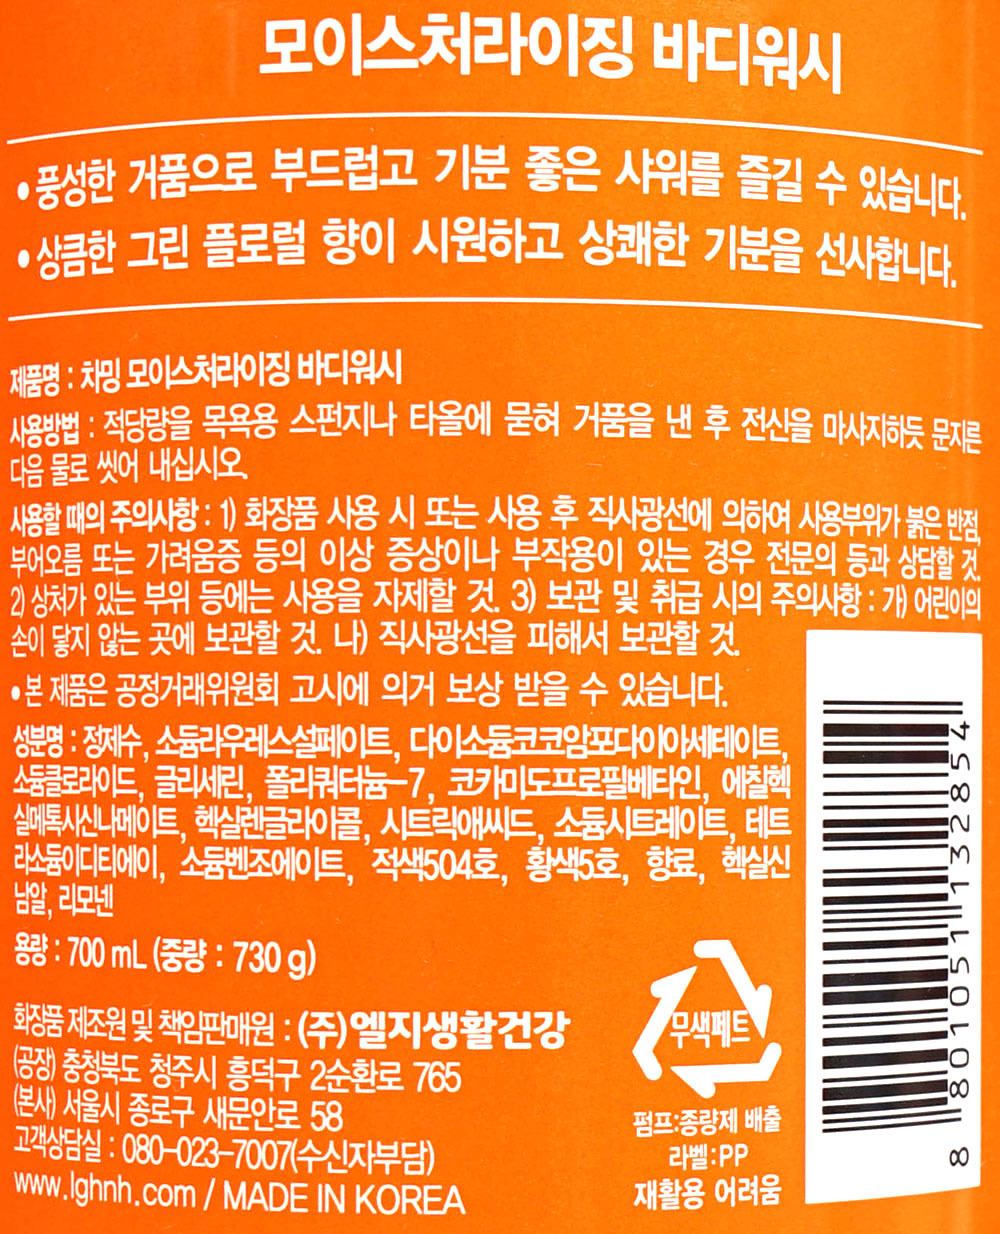 모이스처라이징 바디워시
• 풍성한 거품으로 부드럽고 기분 좋은 샤워를 즐길 수 있습니다.
• 상큼한 그린 플로럴 향이 시원하고 상쾌한 기분을 선사합니다.
제품명 : 차밍 모이스처라이징 바디워시
사용방법 : 적당량을 목욕용 스펀지나 타올에 묻혀 거품을 낸 후 전신을 마사지하듯 문지른
다음 물로 씻어 내십시오.
사용할 때의 주의사항 : 1) 화장품 사용 시 또는 사용 후 직사광선에 의하여 사용부위가 붉은 반점,
부어오름 또는 가려움증 등의 이상 증상이나 부작용이 있는 경우 전문의 등과 상담할 것.
2) 상처가 있는 부위 등에는 사용을 자제할 것. 3) 보관 및 취급 시의 주의사항 : 가) 어린이의
손이 닿지 않는 곳에 보관할 것. 나) 직사광선을 피해서 보관할 것.
• 본 제품은 공정거래위원회 고시에 의거 보상 받을 수 있습니다.
성분명 : 정제수, 소듐라우레스설페이트, 다이소듐코코암포다이아세테이트,
소듐클로라이드, 글리세린, 폴리쿼터늄-7, 코카미도프로필베타인, 에칠헥
실메톡시신나메이트, 헥실렌글라이콜, 시트릭애씨드, 소듐시트레이트, 테트
라소듐이디티에이, 소듐벤조에이트, 적색504호, 황색5호, 향료, 헥실신
남알, 리모넨
용량 : 700 mL (중량 : 730 g)
화장품 제조원 및 책임판매원 : (주)엘지생활건강
(공장) 충청북도 청주시 흥덕구 2순환로 765
(본사) 서울시 종로구 새문안로 58
고객상담실 : 080-023-7007(수신자부담)
www.lghnh.com / MADE IN KOREA
무색페트
펌프:종량제 배출
라벨:PP
재활용 어려움
8 801051 132854